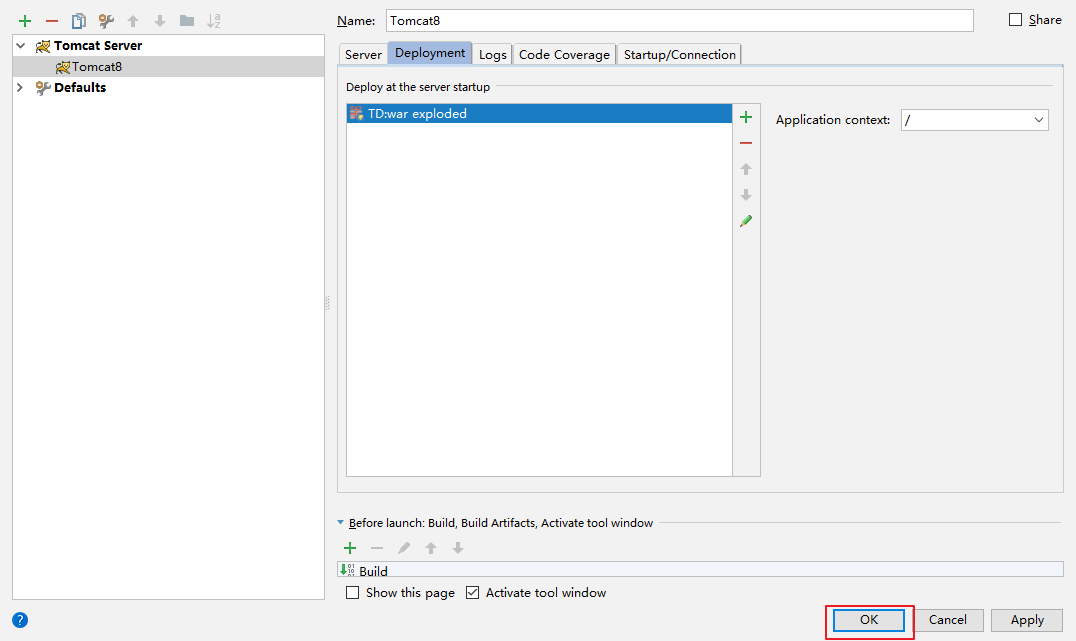 Name: Tomcat8 Share
Tomcat Server
Tomcat8
Defaults
Server Deployment Logs Code Coverage Startup/Connection
Deploy at the server startup
TD:war exploded
Application context: /
Before launch: Build, Build Artifacts, Activate tool window
Build
Show this page Activate tool window
? OK Cancel Apply